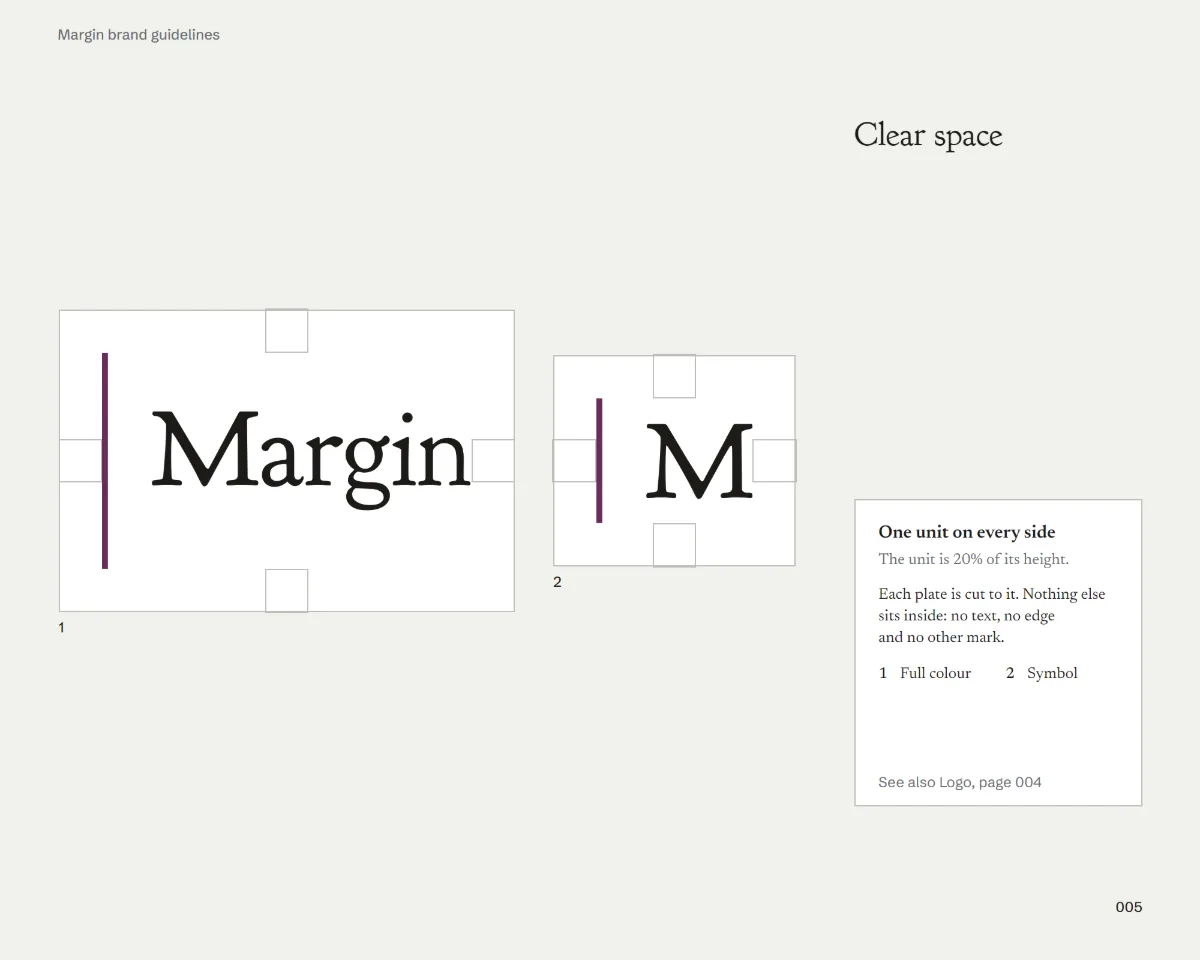 Margin brand guidelines
Clear space
Margin
1
M
2
One unit on every side
The unit is 20% of its height.
Each plate is cut to it. Nothing else
sits inside: no text, no edge
and no other mark.
1 Full colour 2 Symbol
See also Logo, page 004
005